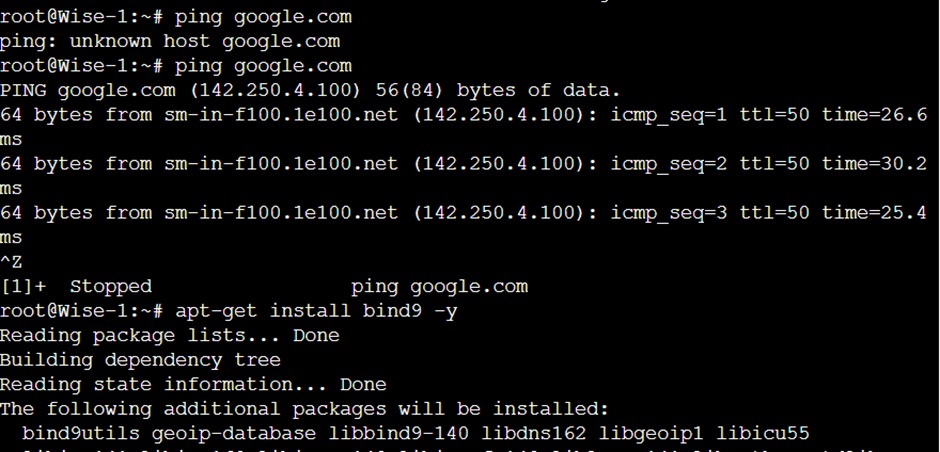 root@Wise-1:~# ping google.com
ping: unknown host google.com
root@Wise-1:~# ping google.com
PING google.com (142.250.4.100) 56(84) bytes of data.
64 bytes from sm-in-f100.1e100.net (142.250.4.100): icmp_seq=1 ttl=50 time=26.6
ms
64 bytes from sm-in-f100.1e100.net (142.250.4.100): icmp_seq=2 ttl=50 time=30.2
ms
64 bytes from sm-in-f100.1e100.net (142.250.4.100): icmp_seq=3 ttl=50 time=25.4
ms
^Z
[1]+  Stopped                 ping google.com
root@Wise-1:~# apt-get install bind9 -y
Reading package lists... Done
Building dependency tree
Reading state information... Done
The following additional packages will be installed:
  bind9utils geoip-database libbind9-140 libdns162 libgeoip1 libicu55